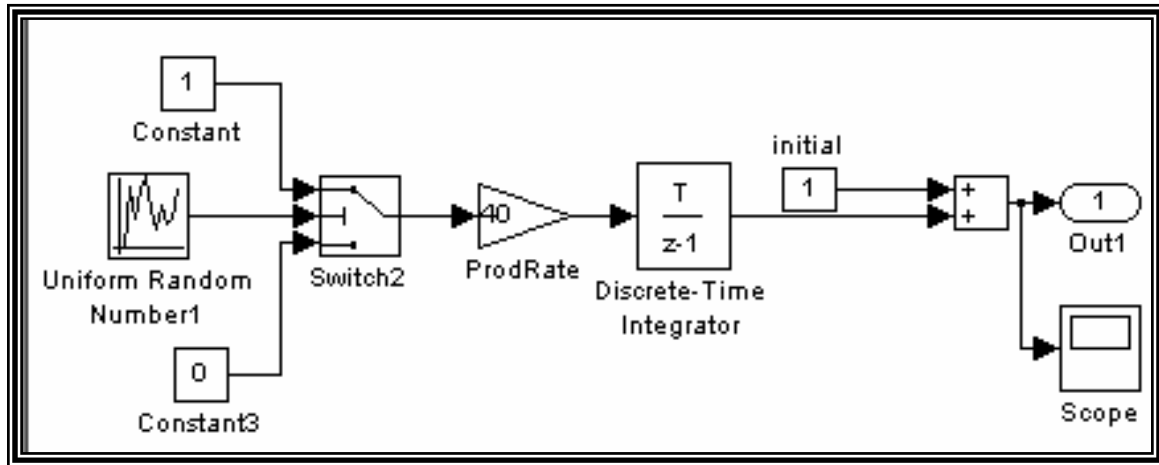 1
Constant
Uniform Random
Number1
0
Constant3
Switch2
40
ProdRate
T
z-1
Discrete-Time
Integrator
initial
1
+
+
1
Out1
Scope